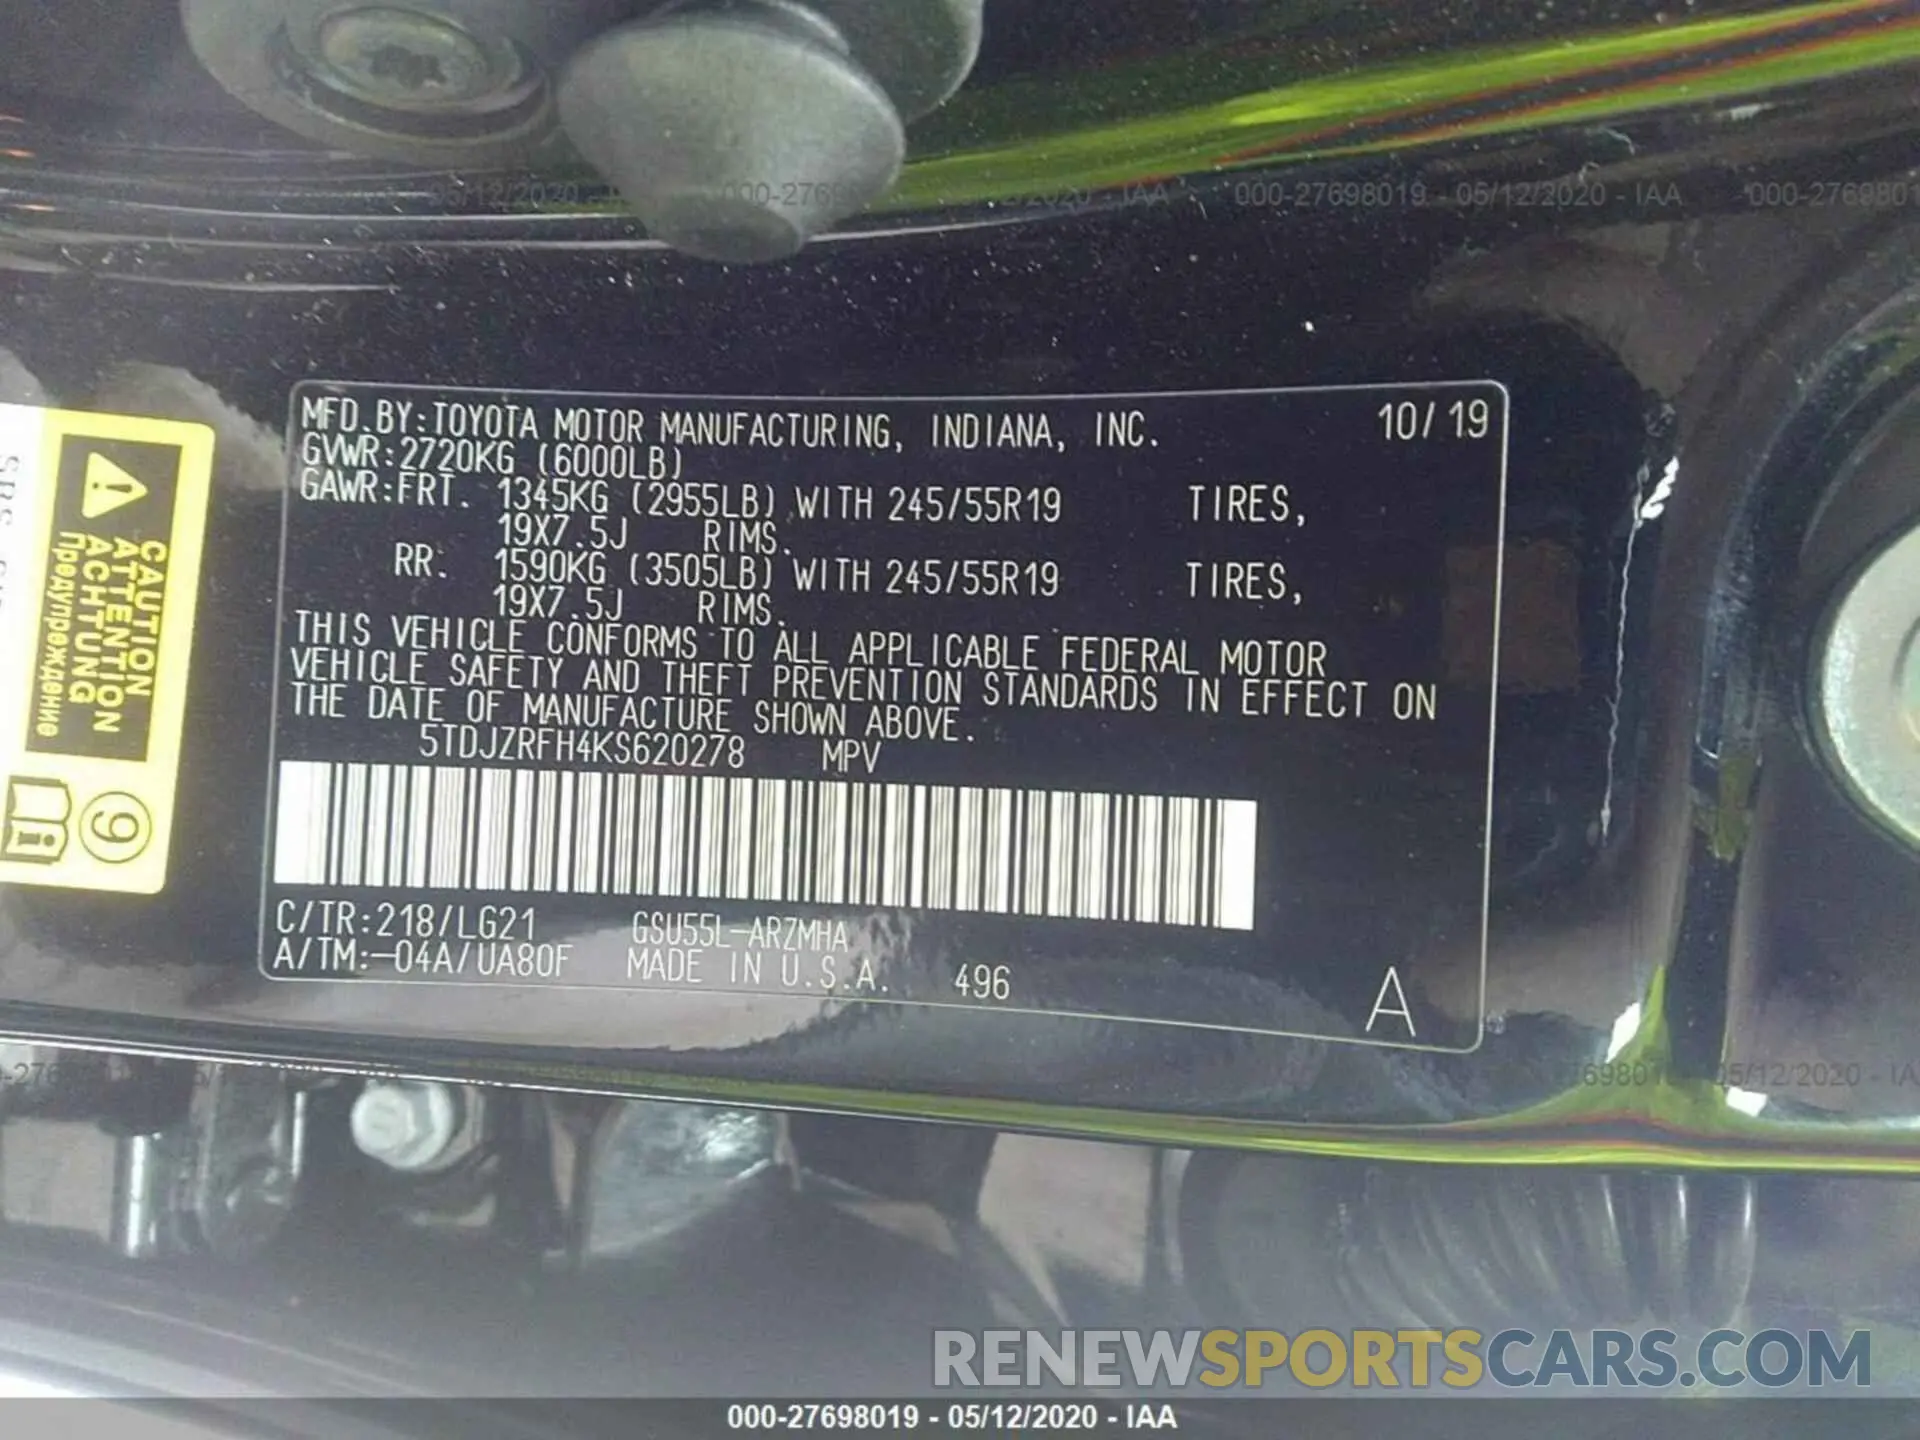 000-27698019 - 05/12/2020 - IAA
MFD.BY:TOYOTA MOTOR MANUFACTURING, INDIANA, INC. 10/19
GVWR:2720KG (6000LB)
GAWR:FRT. 1345KG (2955LB) WITH 245/55R19 TIRES,
19X7.5J RIMS.
RR. 1590KG (3505LB) WITH 245/55R19 TIRES,
19X7.5J RIMS.
THIS VEHICLE CONFORMS TO ALL APPLICABLE FEDERAL MOTOR
VEHICLE SAFETY AND THEFT PREVENTION STANDARDS IN EFFECT ON
THE DATE OF MANUFACTURE SHOWN ABOVE.
5TDJZRFH4KS620278 MPV
C/TR:218/LG21 GSU55L-ARZMHA
A/TM:-04A/UA80F MADE IN U.S.A. 496
A
CAUTION
ATTENTION
ACHTUNG
Предупреждение
9
RENEWSPORTSCARS.COM
000-27698019 - 05/12/2020 - IAA